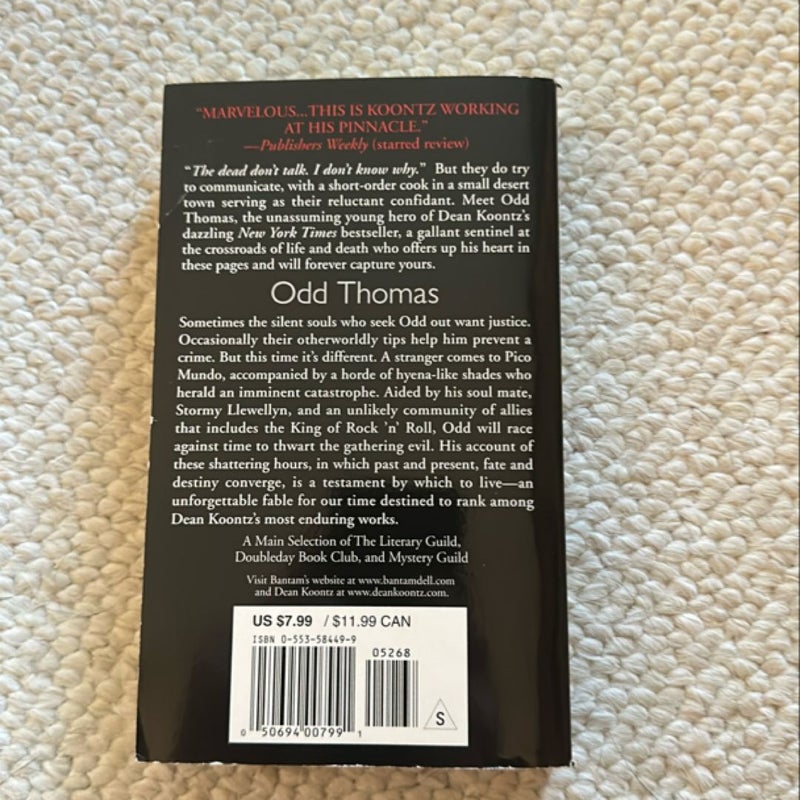 “MARVELOUS...THIS IS KOONTZ WORKING
AT HIS PINNACLE.”
—Publishers Weekly (starred review)
“The dead don’t talk. I don’t know why.” But they do try
to communicate, with a short-order cook in a small desert
town serving as their reluctant confidant. Meet Odd
Thomas, the unassuming young hero of Dean Koontz’s
dazzling New York Times bestseller, a gallant sentinel at
the crossroads of life and death who offers up his heart in
these pages and will forever capture yours.
Odd Thomas
Sometimes the silent souls who seek Odd out want justice.
Occasionally their otherworldly tips help him prevent a
crime. But this time it’s different. A stranger comes to Pico
Mundo, accompanied by a horde of hyena-like shades who
herald an imminent catastrophe. Aided by his soul mate,
Stormy Llewellyn, and an unlikely community of allies
that includes the King of Rock ’n’ Roll, Odd will race
against time to thwart the gathering evil. His account of
these shattering hours, in which past and present, fate and
destiny converge, is a testament by which to live—an
unforgettable fable for our time destined to rank among
Dean Koontz’s most enduring works.
A Main Selection of The Literary Guild,
Doubleday Book Club, and Mystery Guild
Visit Bantam’s website at www.bantamdell.com
and Dean Koontz at www.deankoontz.com.
US $7.99 / $11.99 CAN
ISBN 0-553-58449-9
05268
S
0 50694 00799 1